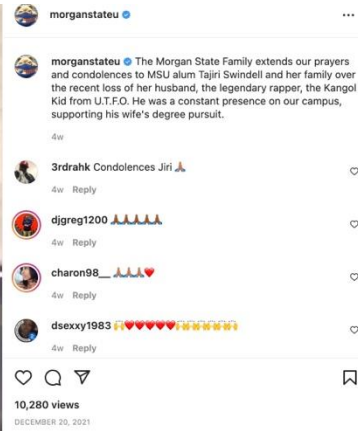 morganstateu
morganstateu The Morgan State Family extends our prayers
and condolences to MSU alum Tajiri Swindell and her family over
the recent loss of her husband, the legendary rapper, the Kangol
Kid from U.T.F.O. He was a constant presence on our campus,
supporting his wife's degree pursuit.
4w
3rdrahk Condolences Jiri 🙏🏽
4w Reply
djgreg1200 🙏🏾🙏🏾🙏🏾🙏🏾🙏🏾
4w Reply
charon98__ 🙏🏽🙏🏽🙏🏽❤️
4w Reply
dsexxy1983 🙌❤️❤️❤️❤️❤️🙌🙌🙌🙌🙌
4w Reply
10,280 views
DECEMBER 20, 2021